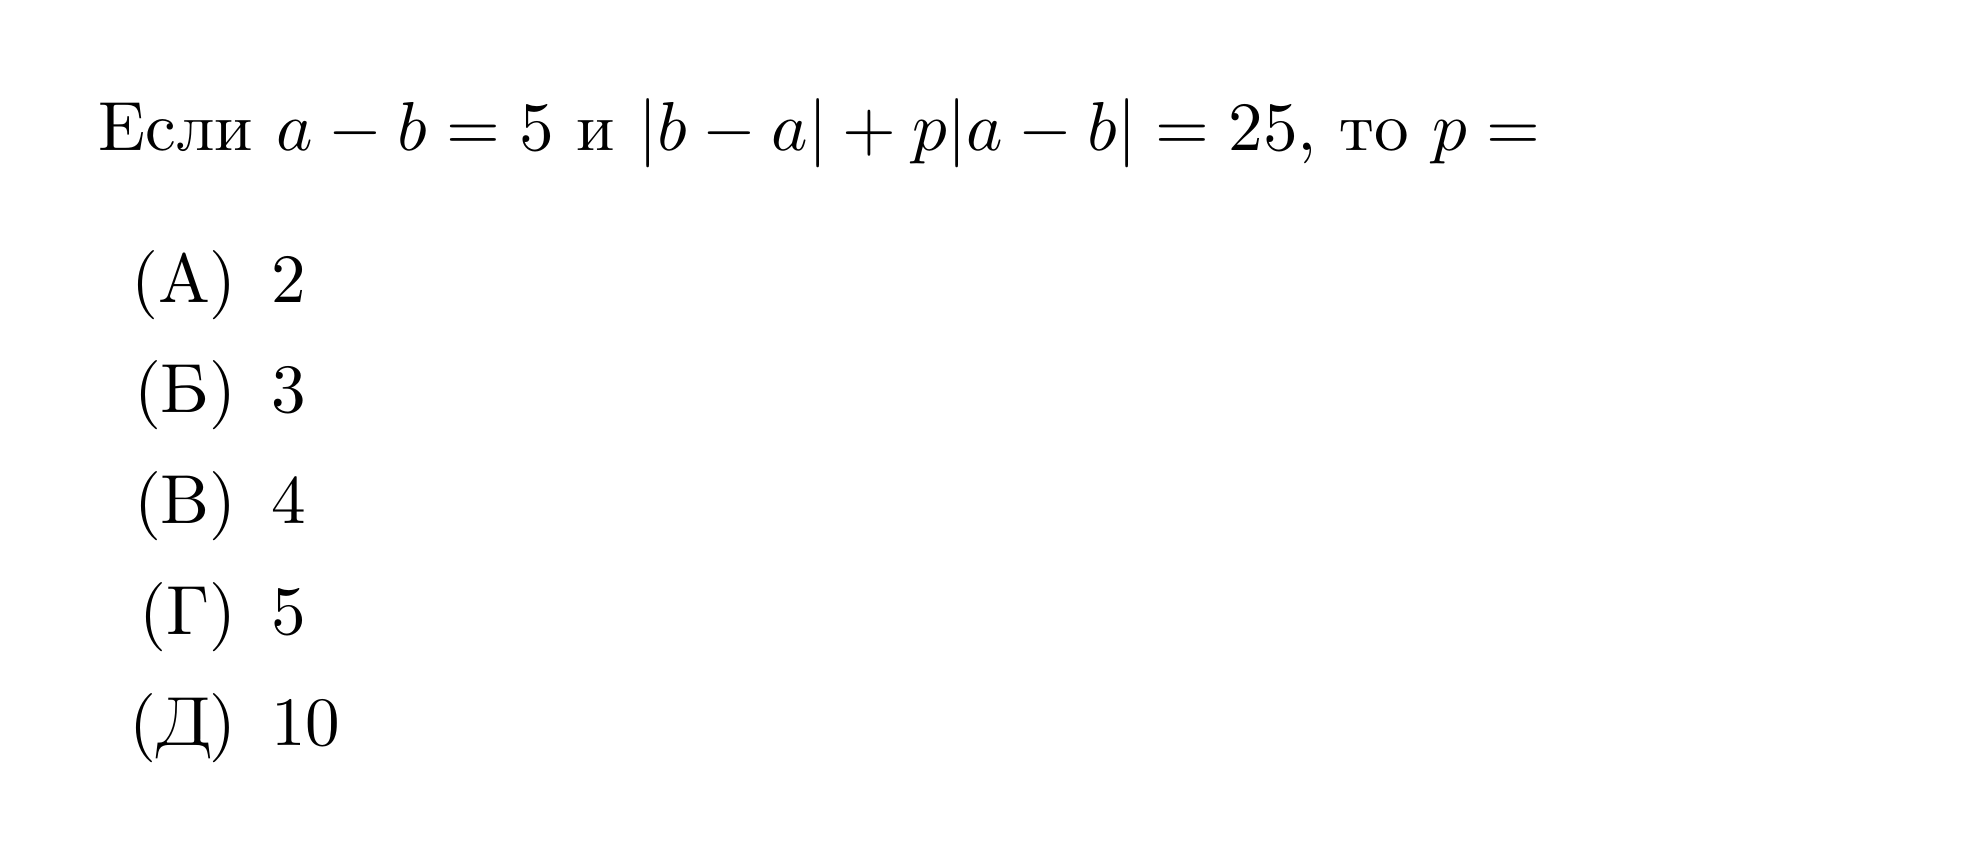 Если a − b = 5 и |b − a| + p|a − b| = 25, то p =
(А) 2
(Б) 3
(В) 4
(Г) 5
(Д) 10